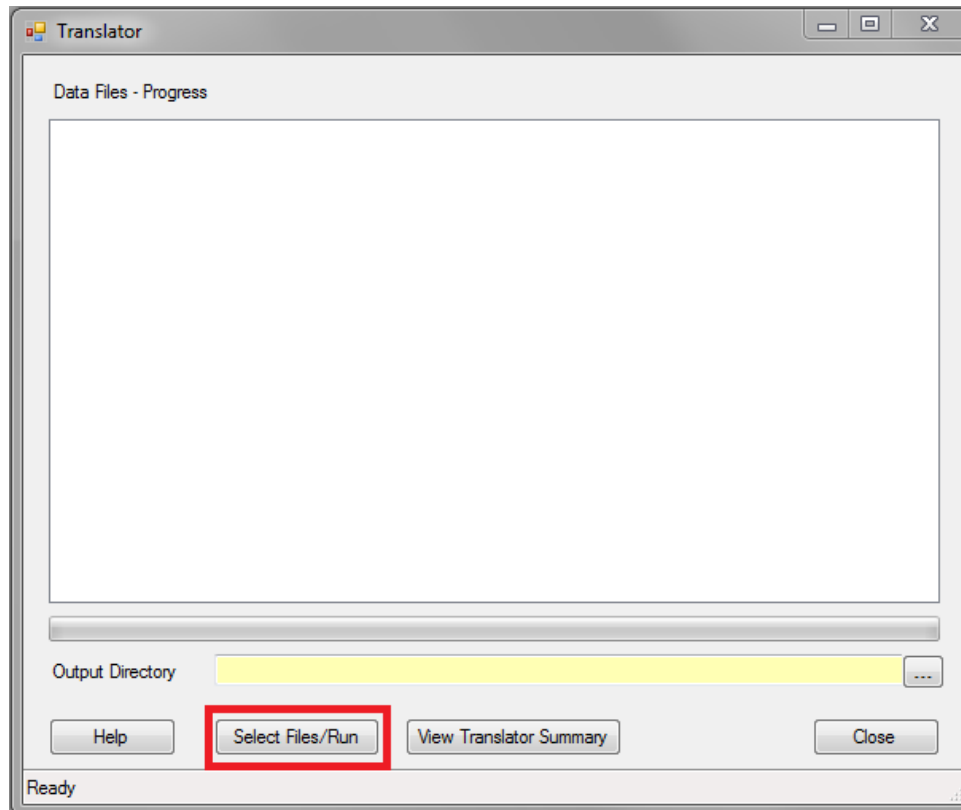 Translator
Data Files - Progress
Output Directory
...
Help
Select Files/Run
View Translator Summary
Close
Ready